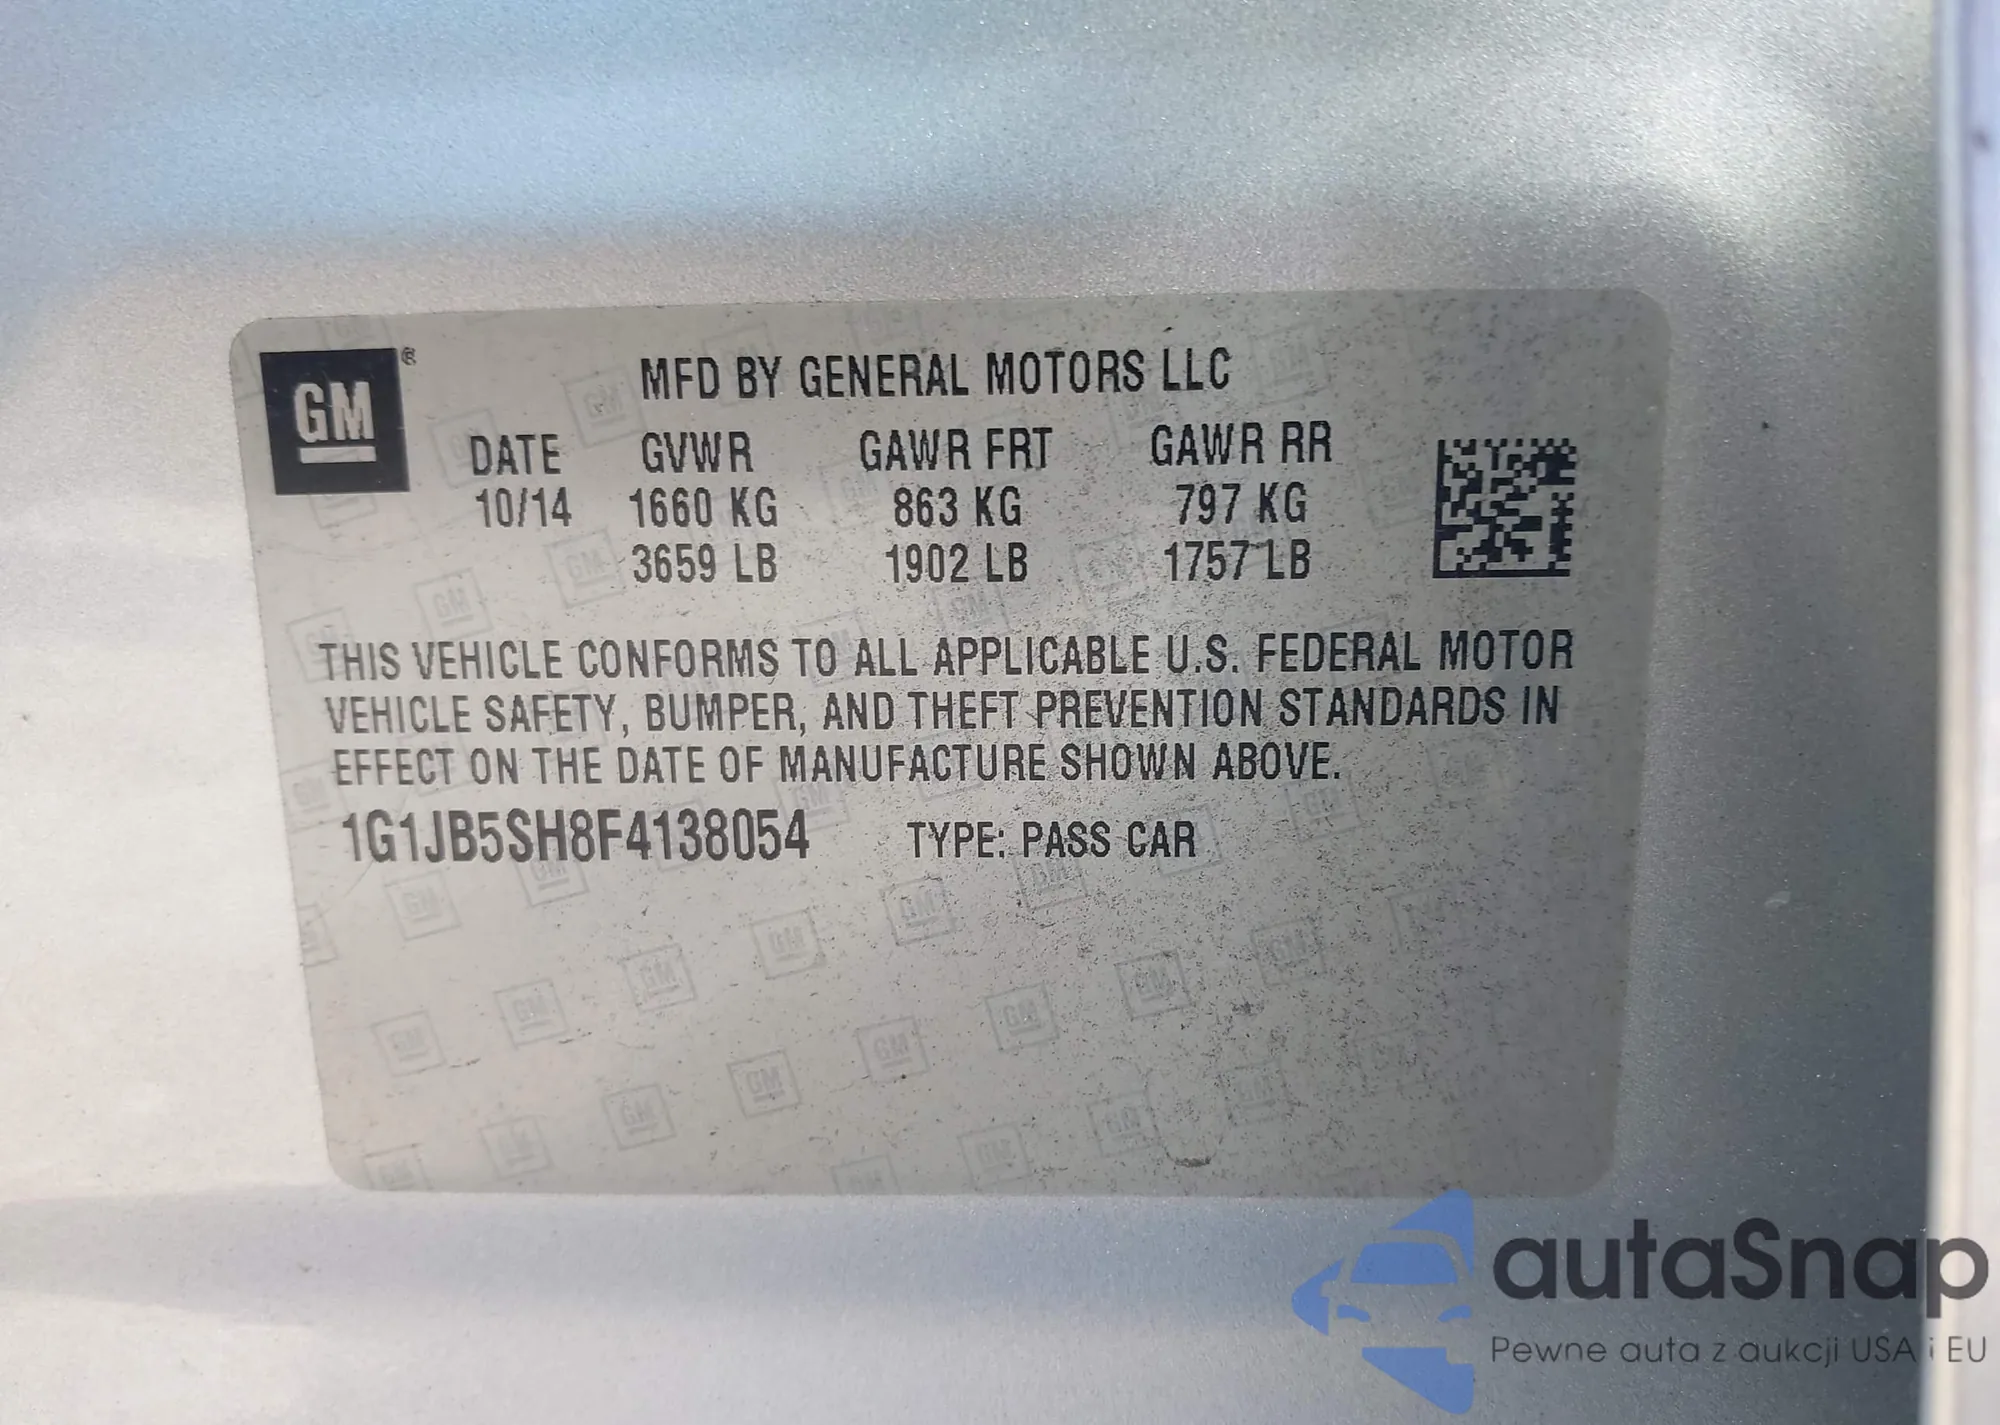 GM ®
MFD BY GENERAL MOTORS LLC
DATE GVWR GAWR FRT GAWR RR
10/14 1660 KG 863 KG 797 KG
3659 LB 1902 LB 1757 LB
THIS VEHICLE CONFORMS TO ALL APPLICABLE U.S. FEDERAL MOTOR
VEHICLE SAFETY, BUMPER, AND THEFT PREVENTION STANDARDS IN
EFFECT ON THE DATE OF MANUFACTURE SHOWN ABOVE.
1G1JB5SH8F4138054 TYPE: PASS CAR
autaSnap
Pewne auta z aukcji USA i EU